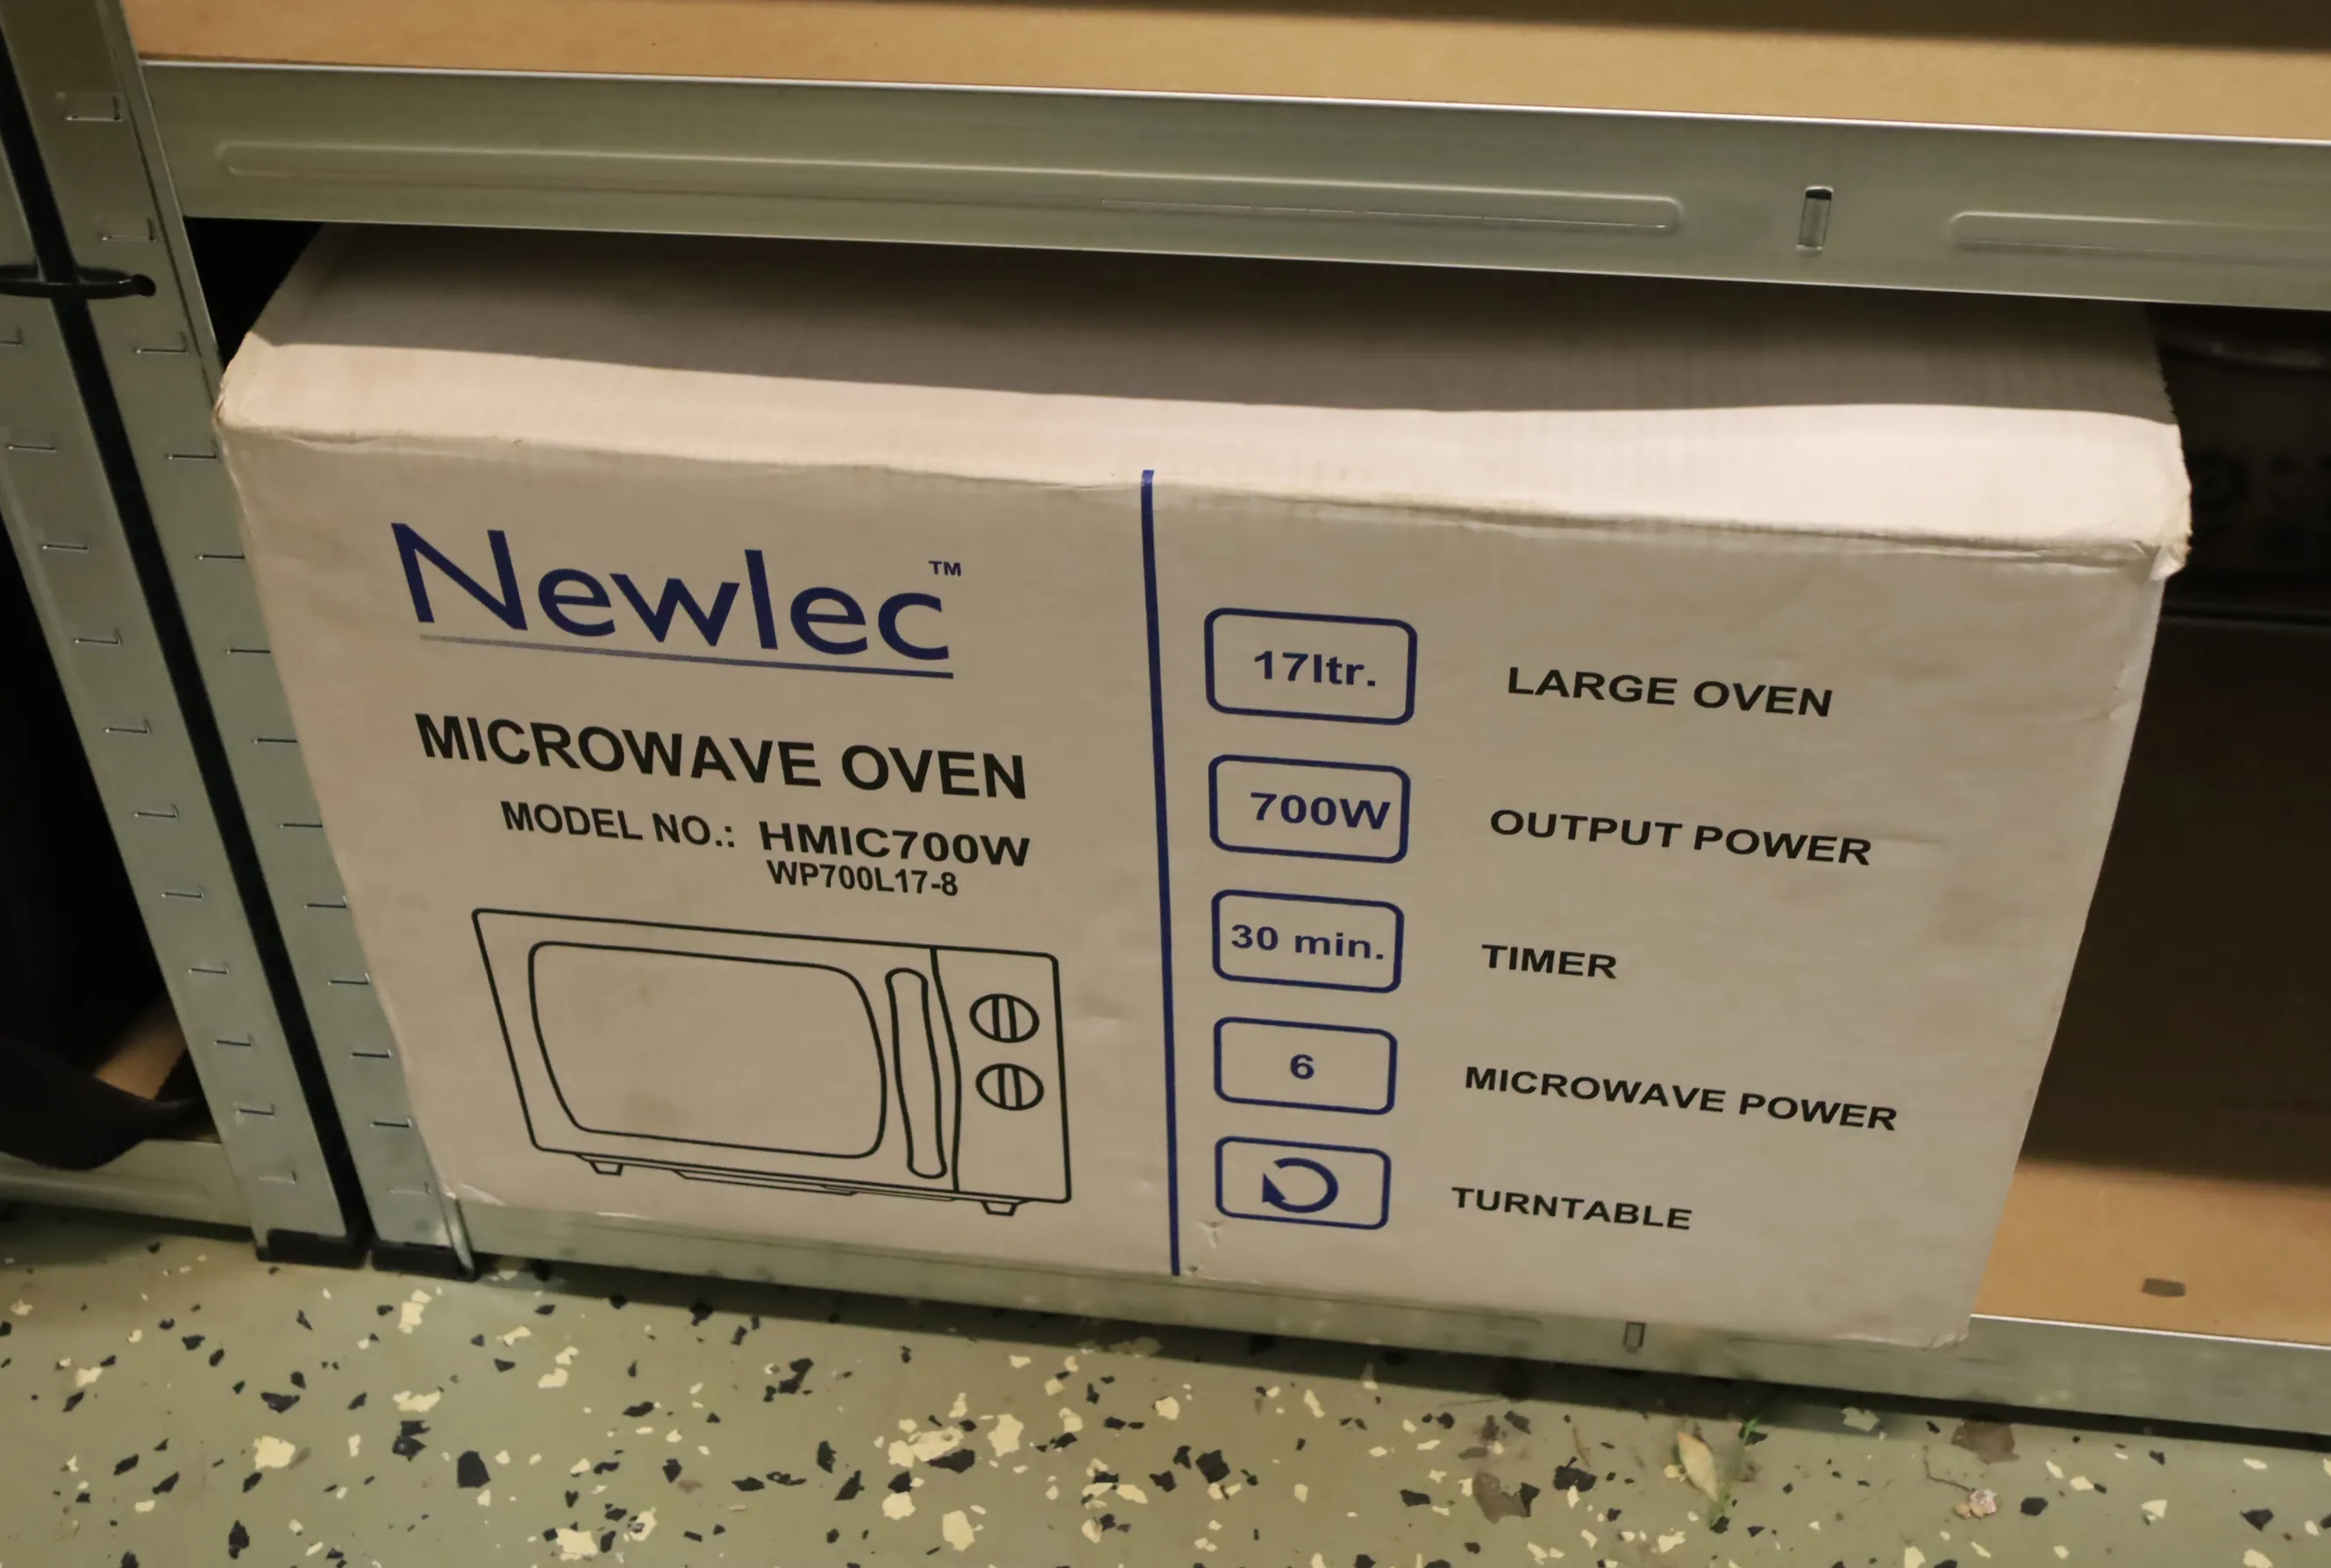 Newlec™
MICROWAVE OVEN
MODEL NO.: HMIC700W
WP700L17-8
17ltr. LARGE OVEN
700W OUTPUT POWER
30 min. TIMER
6 MICROWAVE POWER
TURNTABLE